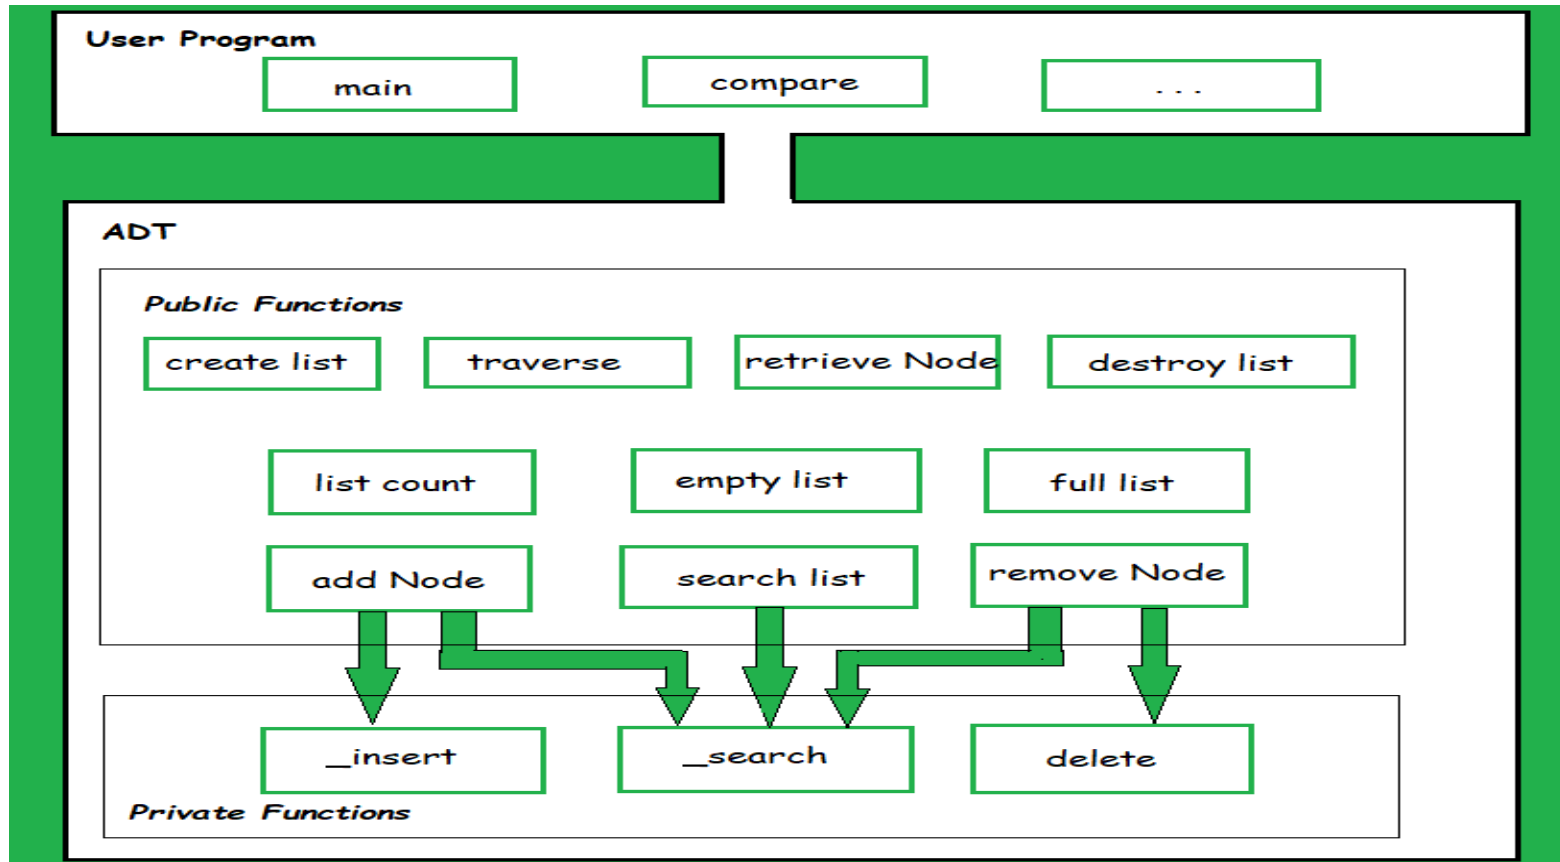 User Program
main
compare
...
ADT
Public Functions
create list
traverse
retrieve Node
destroy list
list count
empty list
full list
add Node
search list
remove Node
_insert
_search
delete
Private Functions